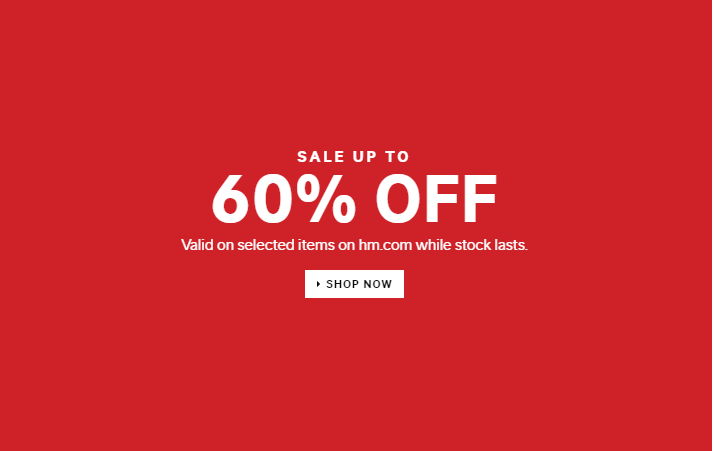 SALE UP TO
60% OFF
Valid on selected items on hm.com while stock lasts.
SHOP NOW